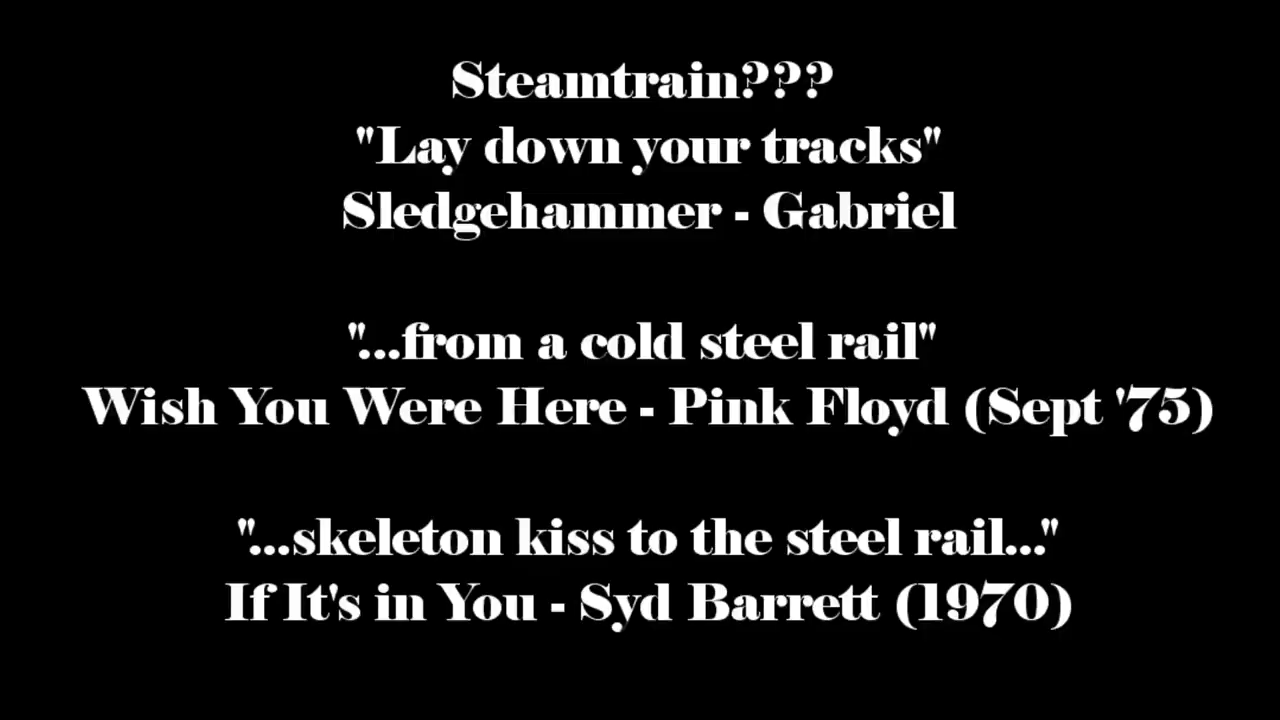 Steamtrain???
"Lay down your tracks"
Sledgehammer - Gabriel
"...from a cold steel rail"
Wish You Were Here - Pink Floyd (Sept '75)
"...skeleton kiss to the steel rail..."
If It's in You - Syd Barrett (1970)